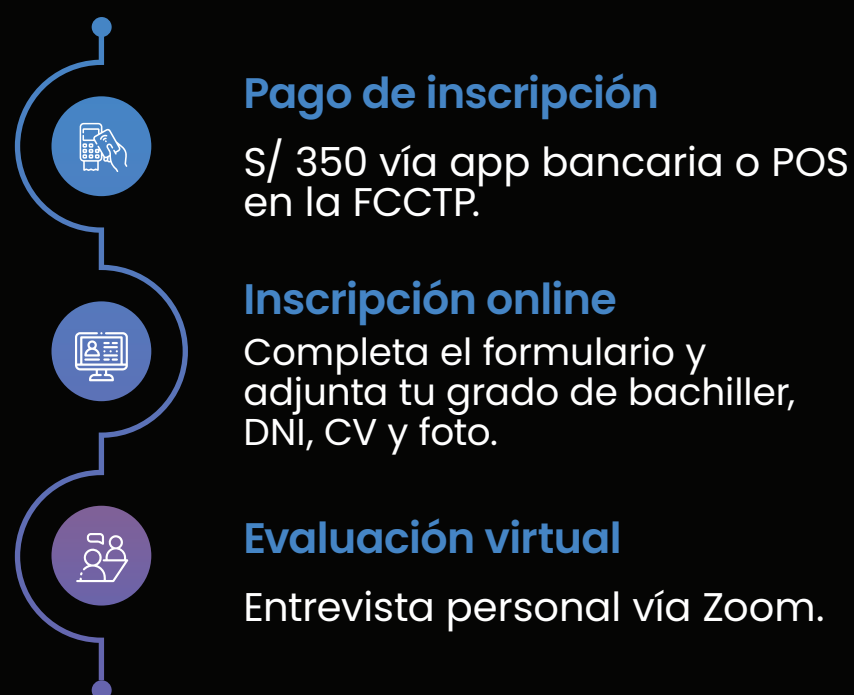 Pago de inscripción
S/ 350 vía app bancaria o POS
en la FCCTP.
Inscripción online
Completa el formulario y
adjunta tu grado de bachiller,
DNI, CV y foto.
Evaluación virtual
Entrevista personal vía Zoom.